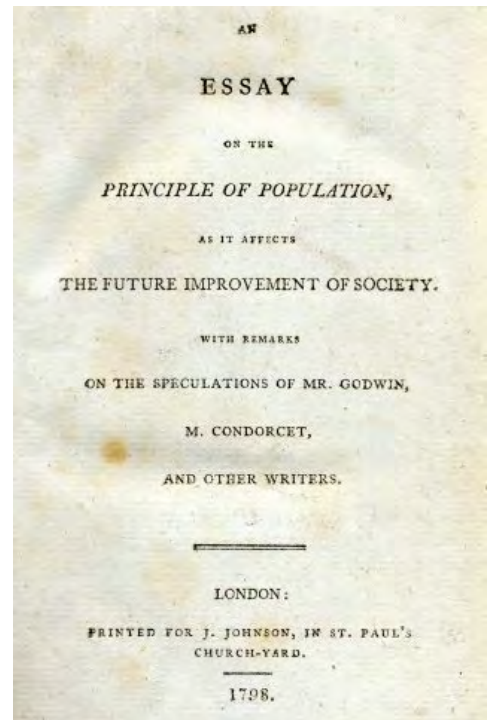 AN
ESSAY
ON THE
PRINCIPLE OF POPULATION,
AS IT AFFECTS
THE FUTURE IMPROVEMENT OF SOCIETY.
WITH REMARKS
ON THE SPECULATIONS OF MR. GODWIN,
M. CONDORCET,
AND OTHER WRITERS.
LONDON:
PRINTED FOR J. JOHNSON, IN ST. PAUL'S
CHURCH-YARD.
1798.